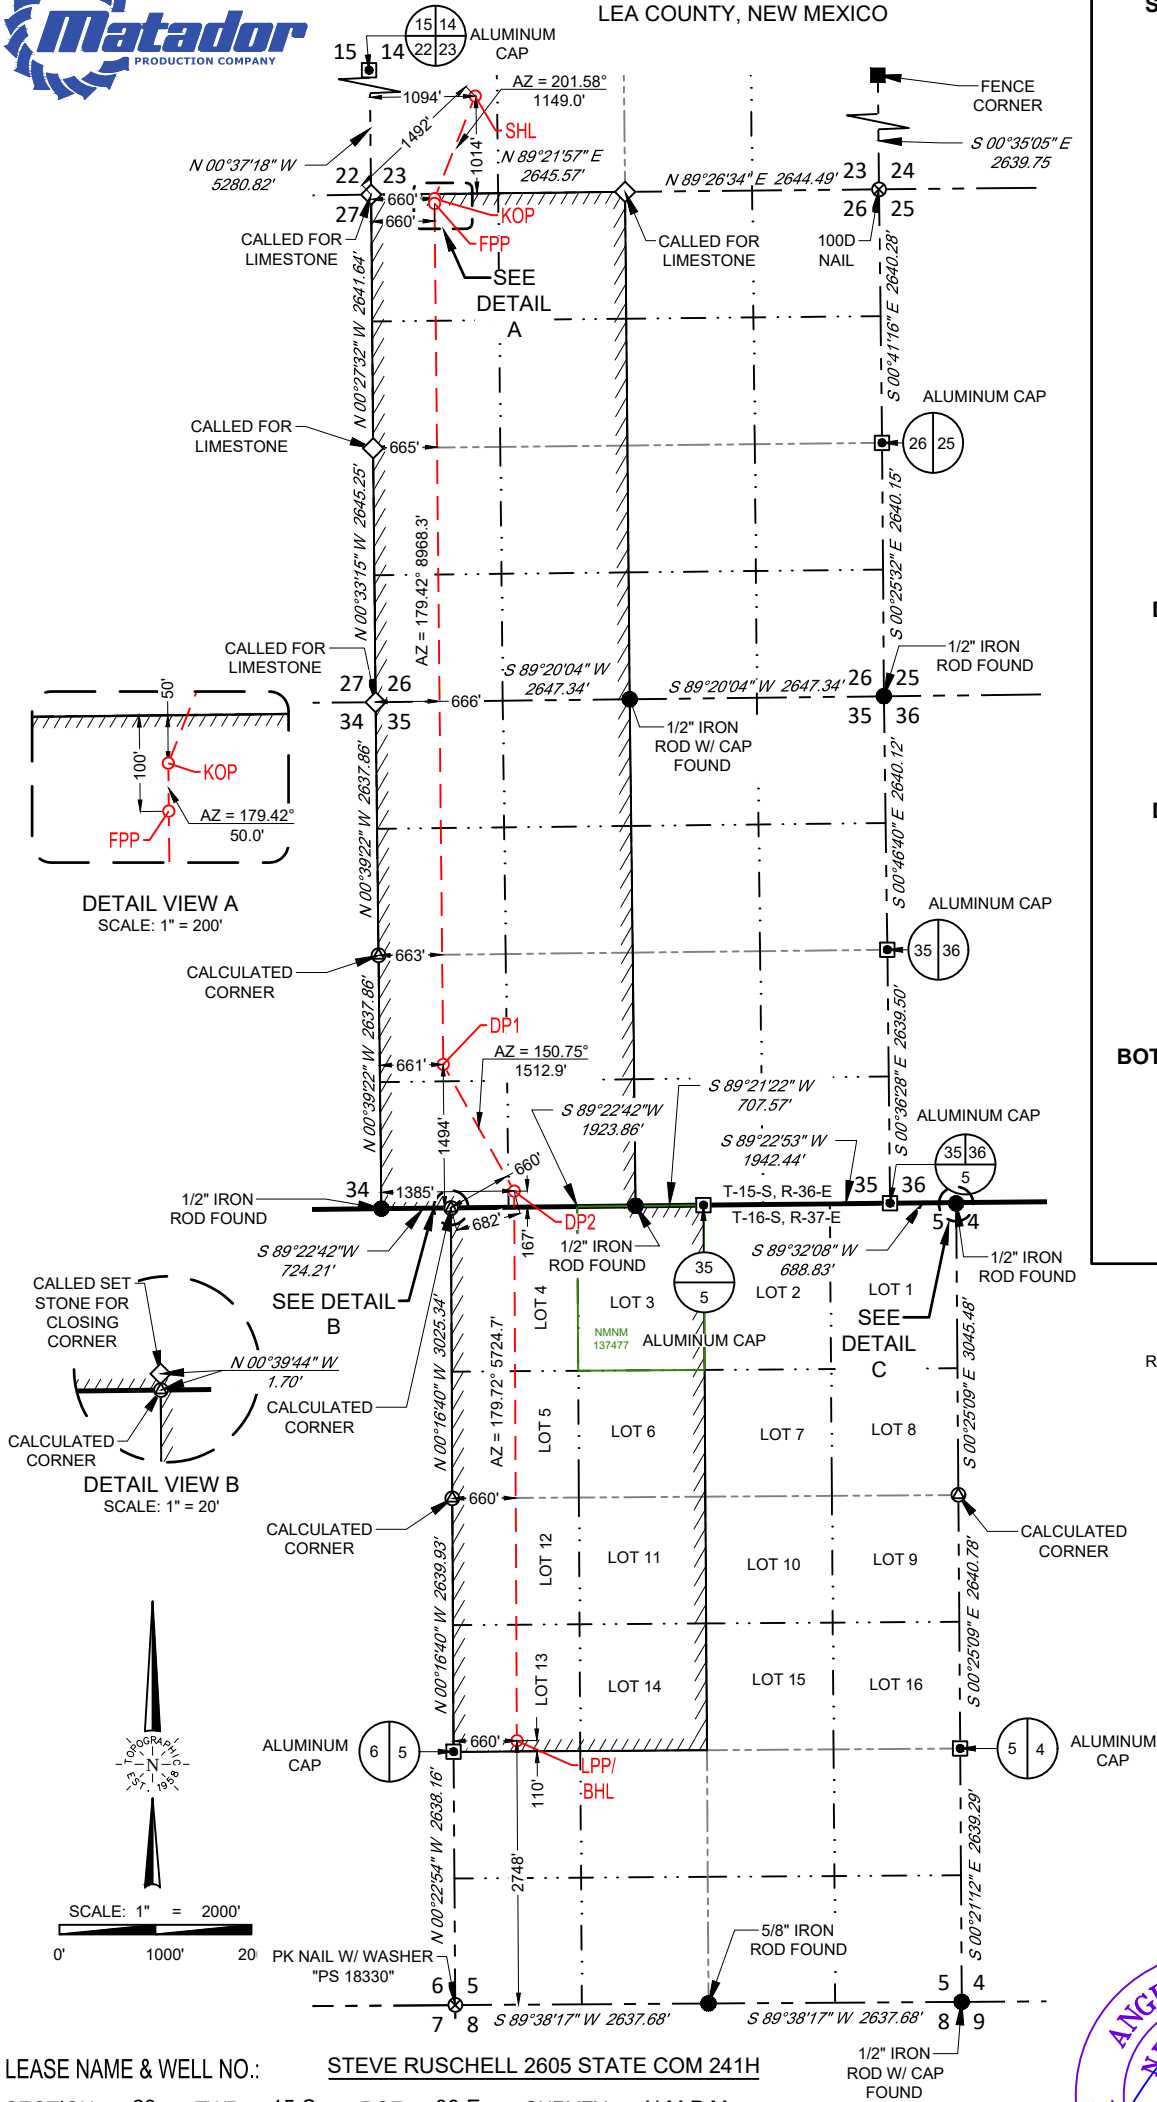 Matador
PRODUCTION COMPANY
LEA COUNTY, NEW MEXICO
S
15 14
15 14
22 23
ALUMINUM
CAP
1094'
1492'
1014'
AZ = 201.58°
1149.0'
SHL
FENCE
CORNER
N 00°37'18" W
5280.82'
N 89°21'57" E
2645.57'
N 89°26'34" E 2644.49'
S 00°35'05" E
2639.75
22 23
27
660'
660'
KOP
FPP
23 24
26 25
CALLED FOR
LIMESTONE
SEE
DETAIL
A
CALLED FOR
LIMESTONE
100D
NAIL
N 00°27'32" W 2641.64'
S 00°41'16" E 2640.28'
CALLED FOR
LIMESTONE
665'
ALUMINUM CAP
26 25
N 00°33'15" W 2645.25'
AZ = 179.42° 8968.3'
S 00°25'32" E 2640.15'
CALLED FOR
LIMESTONE
S 89°20'04" W
2647.34'
S 89°20'04" W 2647.34'
1/2" IRON
ROD FOUND
27 26
34 35
666'
26 25
35 36
1/2" IRON
ROD W/ CAP
FOUND
50'
100'
KOP
FPP
AZ = 179.42°
50.0'
DETAIL VIEW A
SCALE: 1" = 200'
N 00°39'22" W 2637.86'
S 00°46'40" E 2640.12'
ALUMINUM CAP
35 36
CALCULATED
CORNER
663'
DP1
661'
AZ = 150.75°
1512.9'
N 00°39'22" W 2637.86'
1494'
S 89°22'42"W
1923.86'
S 89°21'22" W
707.57'
S 89°22'53" W
1942.44'
S 00°36'28" E 2639.50'
ALUMINUM CAP
35 36
5
BOT
34
1385'
660'
682'
167'
DP2
1/2" IRON
ROD FOUND
T-15-S, R-36-E
T-16-S, R-37-E
35 36
5 4
S 89°22'42"W
724.21'
SEE DETAIL
B
1/2" IRON
ROD FOUND
35
5
ALUMINUM CAP
S 89°32'08" W
688.83'
1/2" IRON
ROD FOUND
SEE
DETAIL
C
LOT 4
LOT 3
LOT 2
LOT 1
NMNM
137477
CALLED SET
STONE FOR
CLOSING
CORNER
N 00°39'44" W
1.70'
CALCULATED
CORNER
DETAIL VIEW B
SCALE: 1" = 20'
CALCULATED
CORNER
N 00°16'40" W 3025.34'
AZ = 179.72° 5724.7'
S 00°25'09" E 3045.48'
LOT 5
LOT 6
LOT 7
LOT 8
R
660'
CALCULATED
CORNER
CALCULATED
CORNER
N 00°16'40" W 2639.93'
LOT 12
LOT 11
LOT 10
LOT 9
S 00°25'09" E 2640.78'
LOT 13
LOT 14
LOT 15
LOT 16
ALUMINUM
CAP
6 5
660'
110'
LPP/
BHL
5 4
ALUMINUM
CAP
TOPOGRAPHIC
N
EST. 1958
N 00°22'54" W 2638.16'
2748'
S 00°21'12" E 2639.29'
SCALE: 1" = 2000'
0' 1000' 20
PK NAIL W/ WASHER
"PS 18330"
5/8" IRON
ROD FOUND
6 5
7 8
S 89°38'17" W 2637.68'
S 89°38'17" W 2637.68'
5 4
8 9
1/2" IRON
ROD W/ CAP
FOUND
LEASE NAME & WELL NO.: STEVE RUSCHELL 2605 STATE COM 241H